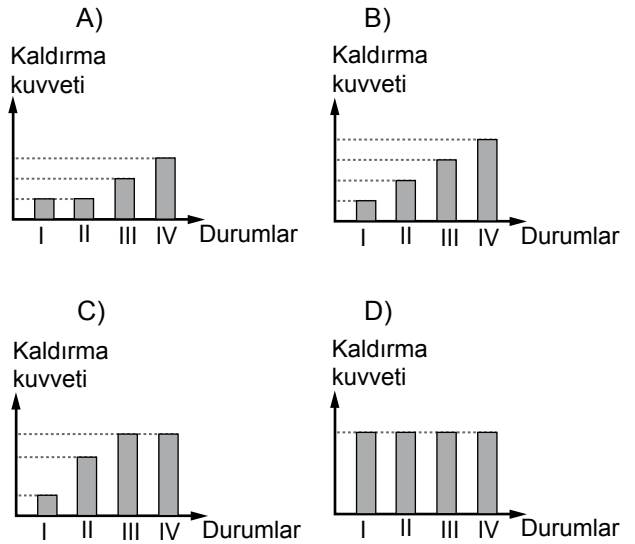 A)
Kaldırma
kuvveti
I II III IV Durumlar
B)
Kaldırma
kuvveti
I II III IV Durumlar
C)
Kaldırma
kuvveti
I II III IV Durumlar
D)
Kaldırma
kuvveti
I II III IV Durumlar